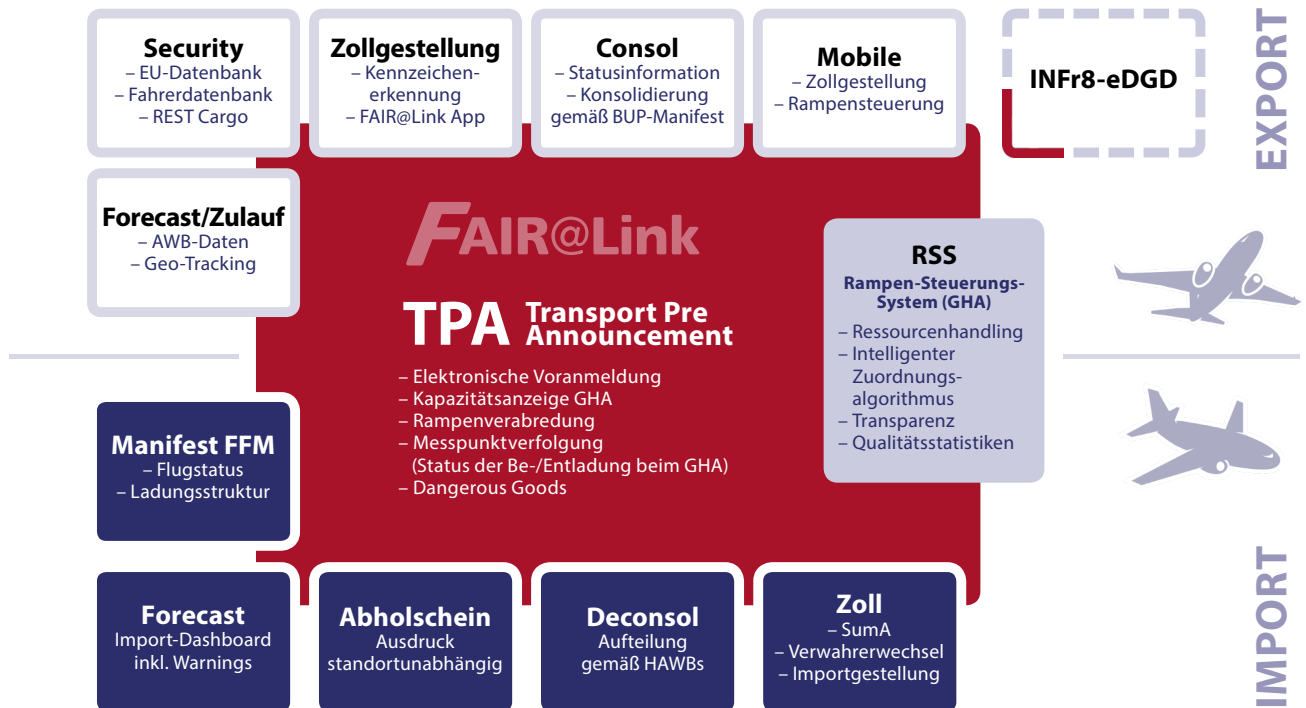 Security
– EU-Datenbank
– Fahrerdatenbank
– REST Cargo
Zollgestellung
– Kennzeichen-
erkennung
– FAIR@Link App
Consol
– Statusinformation
– Konsolidierung
gemäß BUP-Manifest
Mobile
– Zollgestellung
– Rampensteuerung
INFr8-eDGD
EXPORT
Forecast/Zulauf
– AWB-Daten
– Geo-Tracking
FAIR@Link
TPA Transport Pre
Announcement
– Elektronische Voranmeldung
– Kapazitätsanzeige GHA
– Rampenverabredung
– Messpunktverfolgung
(Status der Be-/Entladung beim GHA)
– Dangerous Goods
RSS
Rampen-Steuerungs-
System (GHA)
– Ressourcenhandling
– Intelligenter
Zuordnungs-
algorithmus
– Transparenz
– Qualitätsstatistiken
Manifest FFM
– Flugstatus
– Ladungsstruktur
Forecast
Import-Dashboard
inkl. Warnings
Abholschein
Ausdruck
standortunabhängig
Deconsol
Aufteilung
gemäß HAWBs
Zoll
– SumA
– Verwahrerwechsel
– Importgestellung
IMPORT